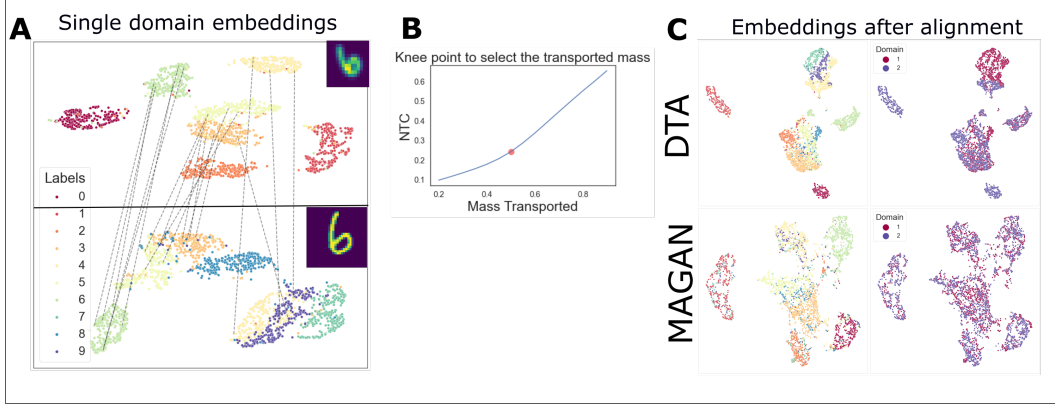 A
Single domain embeddings
Labels
0
1
2
3
4
5
6
7
8
9
B
Knee point to select the transported mass
NTC
0.6
0.5
0.4
0.3
0.2
0.1
0.2
0.4
0.6
0.8
Mass Transported
C
Embeddings after alignment
DTA
Domain
1
2
MAGAN
Domain
1
2